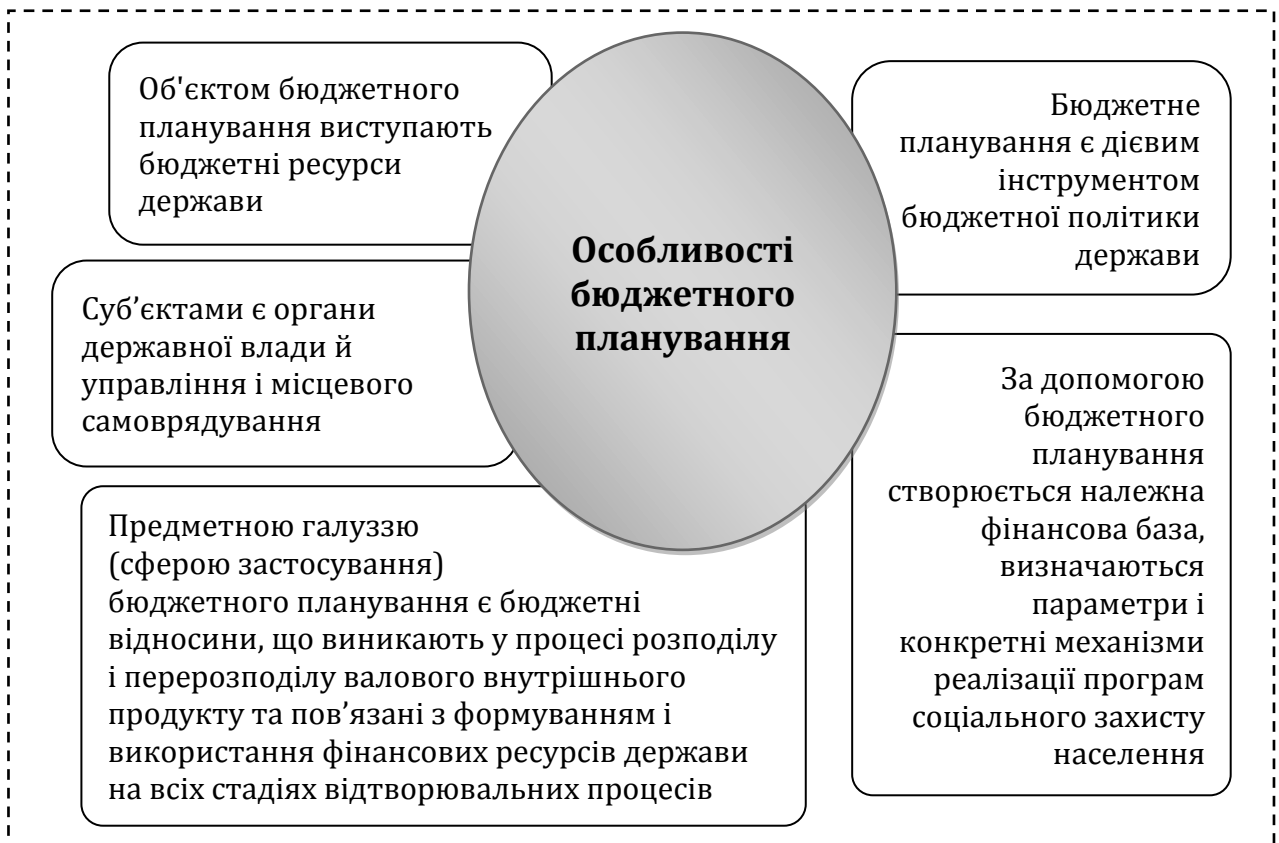 Об'єктом бюджетного
планування виступають
бюджетні ресурси
держави
Суб’єктами є органи
державної влади й
управління і місцевого
самоврядування
Предметною галуззю
(сферою застосування)
бюджетного планування є бюджетні
відносини, що виникають у процесі розподілу
і перерозподілу валового внутрішнього
продукту та пов’язані з формуванням і
використання фінансових ресурсів держави
на всіх стадіях відтворювальних процесів
Особливості
бюджетного
планування
Бюджетне
планування є дієвим
інструментом
бюджетної політики
держави
За допомогою
бюджетного
планування
створюється належна
фінансова база,
визначаються
параметри і
конкретні механізми
реалізації програм
соціального захисту
населення